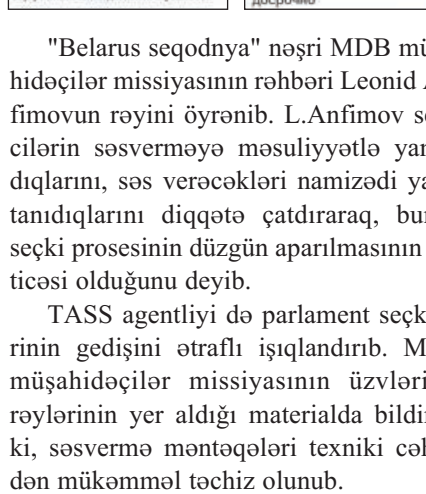 досрочно
"Belarus seqodnya" nəşri MDB mü
hidəçilər missiyasının rəhbəri Leonid A
fimovun rəyini öyrənib. L.Anfimov se
cilərin səsverməyə məsuliyyətlə yan
dıqlarını, səs verəcəkləri namizədi ya
tanıdıqlarını diqqətə çatdıraraq, bun
seçki prosesinin düzgün aparılmasının
ticəsi olduğunu deyib.
TASS agentliyi də parlament seçk
rinin gedişini ətraflı işıqlandırıb. M
müşahidəçilər missiyasının üzvləri
rəylərinin yer aldığı materialda bildir
ki, səsvermə məntəqələri texniki cəh
dən mükəmməl təchiz olunub.